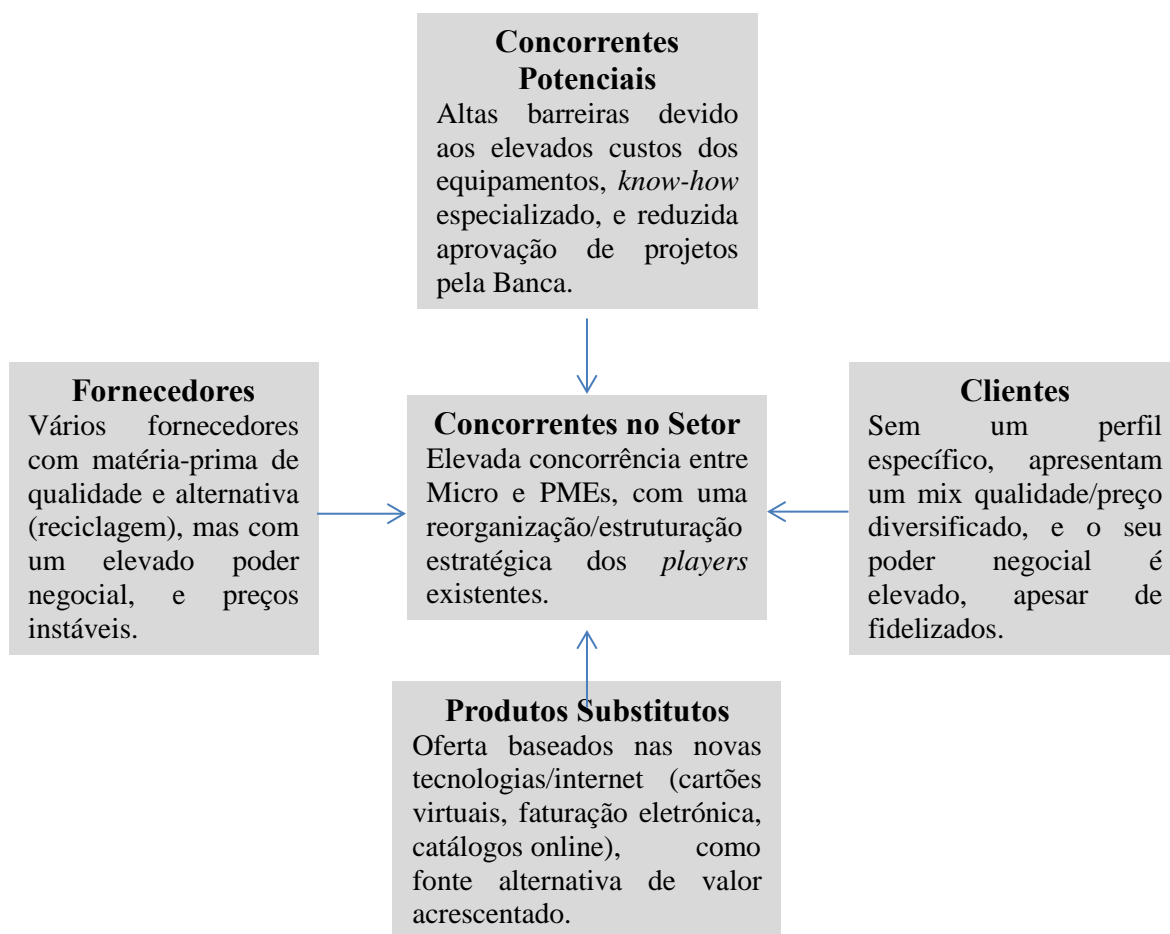 Concorrentes
Potenciais
Altas barreiras devido
aos elevados custos dos
equipamentos, know-how
especializado, e reduzida
aprovação de projetos
pela Banca.
Fornecedores
Vários fornecedores
com matéria-prima de
qualidade e alternativa
(reciclagem), mas com
um elevado poder
negocial, e preços
instáveis.
Concorrentes no Setor
Elevada concorrência entre
Micro e PMEs, com uma
reorganização/estruturação
estratégica dos players
existentes.
Clientes
Sem um perfil
específico, apresentam
um mix qualidade/preço
diversificado, e o seu
poder negocial é
elevado, apesar de
fidelizados.
Produtos Substitutos
Oferta baseados nas novas
tecnologias/internet (cartões
virtuais, faturação eletrónica,
catálogos online), como
fonte alternativa de valor
acrescentado.